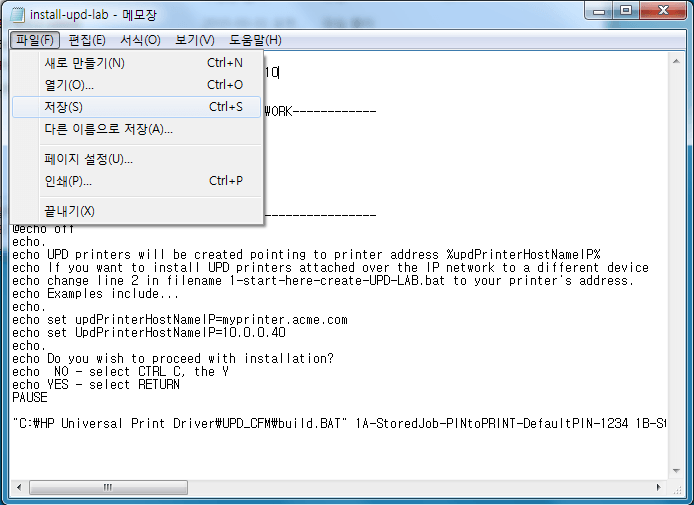 install-upd-lab - 메모장
파일(F) 편집(E) 서식(O) 보기(V) 도움말(H)
새로 만들기(N) Ctrl+N
열기(O)... Ctrl+O
저장(S) Ctrl+S
다른 이름으로 저장(A)...
페이지 설정(U)...
인쇄(P)... Ctrl+P
끝내기(X)
10
WORK------------
----------------
@echo off
echo.
echo UPD printers will be created pointing to printer address %updPrinterHostNameIP%
echo If you want to install UPD printers attached over the IP network to a different device
echo change line 2 in filename 1-start-here-create-UPD-LAB.bat to your printer's address.
echo Examples include...
echo.
echo set updPrinterHostNameIP=myprinter.acme.com
echo set UpdPrinterHostNameIP=10.0.0.40
echo.
echo Do you wish to proceed with installation?
echo  NO - select CTRL C, the Y
echo YES - select RETURN
PAUSE
"C:₩HP Universal Print Driver₩UPD_CFM₩build.BAT" 1A-StoredJob-PINtoPRINT-DefaultPIN-1234 1B-St